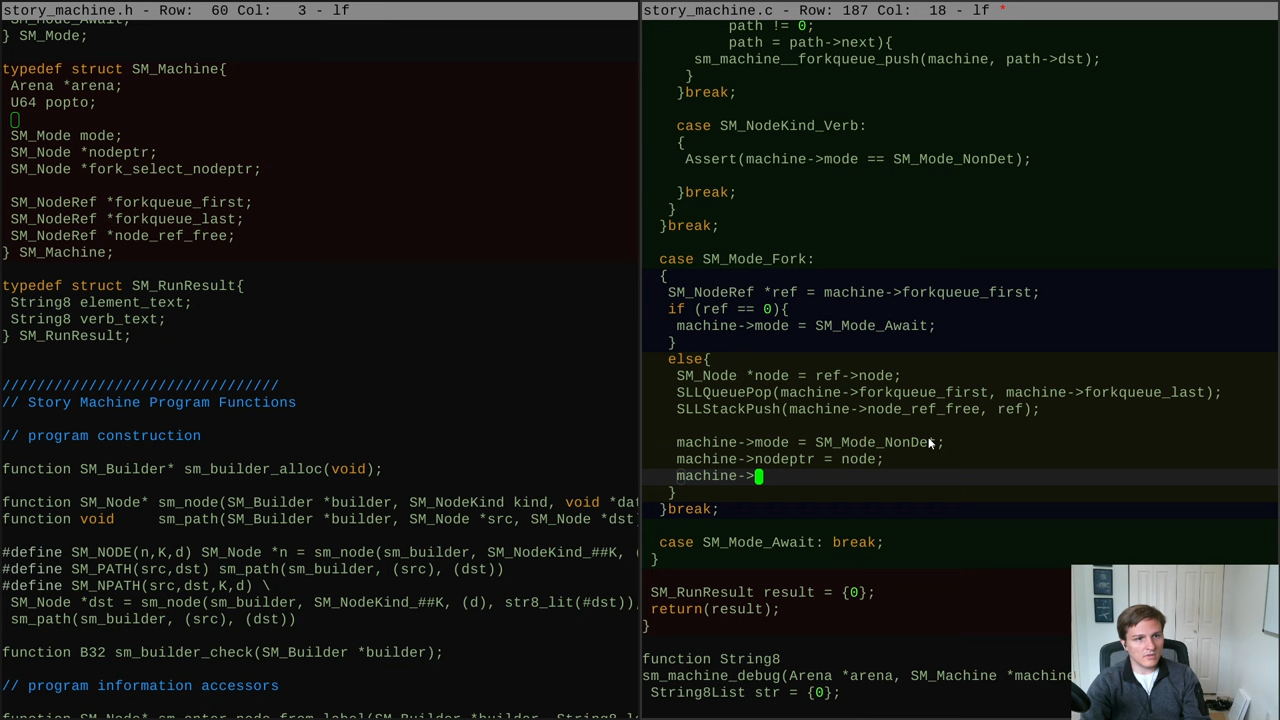 story_machine.h - Row:  60 Col:   3 - lf
} SM_Mode;
typedef struct SM_Machine{
Arena *arena;
U64 popto;
SM_Mode mode;
SM_Node *nodeptr;
SM_Node *fork_select_nodeptr;
SM_NodeRef *forkqueue_first;
SM_NodeRef *forkqueue_last;
SM_NodeRef *node_ref_free;
} SM_Machine;
typedef struct SM_RunResult{
String8 element_text;
String8 verb_text;
} SM_RunResult;
////////////////////////////////
// Story Machine Program Functions
// program construction
function SM_Builder* sm_builder_alloc(void);
function SM_Node* sm_node(SM_Builder *builder, SM_NodeKind kind, void *da
function void     sm_path(SM_Builder *builder, SM_Node *src, SM_Node *dst
#define SM_NODE(n,K,d) SM_Node *n = sm_node(sm_builder, SM_NodeKind_##K, (
#define SM_PATH(src,dst) sm_path(sm_builder, (src), (dst))
#define SM_NPATH(src,dst,K,d) \
SM_Node *dst = sm_node(sm_builder, SM_NodeKind_##K, (d), str8_lit(#dst))
sm_path(sm_builder, (src), (dst))
function B32 sm_builder_check(SM_Builder *builder);
// program information accessors
story_machine.c - Row: 187 Col:  18 - lf *
path != 0;
path = path->next){
sm_machine__forkqueue_push(machine, path->dst);
}
}break;
case SM_NodeKind_Verb:
{
Assert(machine->mode == SM_Mode_NonDet);
}break;
}
}break;
case SM_Mode_Fork:
{
SM_NodeRef *ref = machine->forkqueue_first;
if (ref == 0){
machine->mode = SM_Mode_Await;
}
else{
SM_Node *node = ref->node;
SLLQueuePop(machine->forkqueue_first, machine->forkqueue_last);
SLLStackPush(machine->node_ref_free, ref);
machine->mode = SM_Mode_NonDet;
machine->nodeptr = node;
machine->
}
}break;
case SM_Mode_Await: break;
}
SM_RunResult result = {0};
return(result);
}
function String8
sm_machine_debug(Arena *arena, SM_Machine *machine
String8List str = {0};